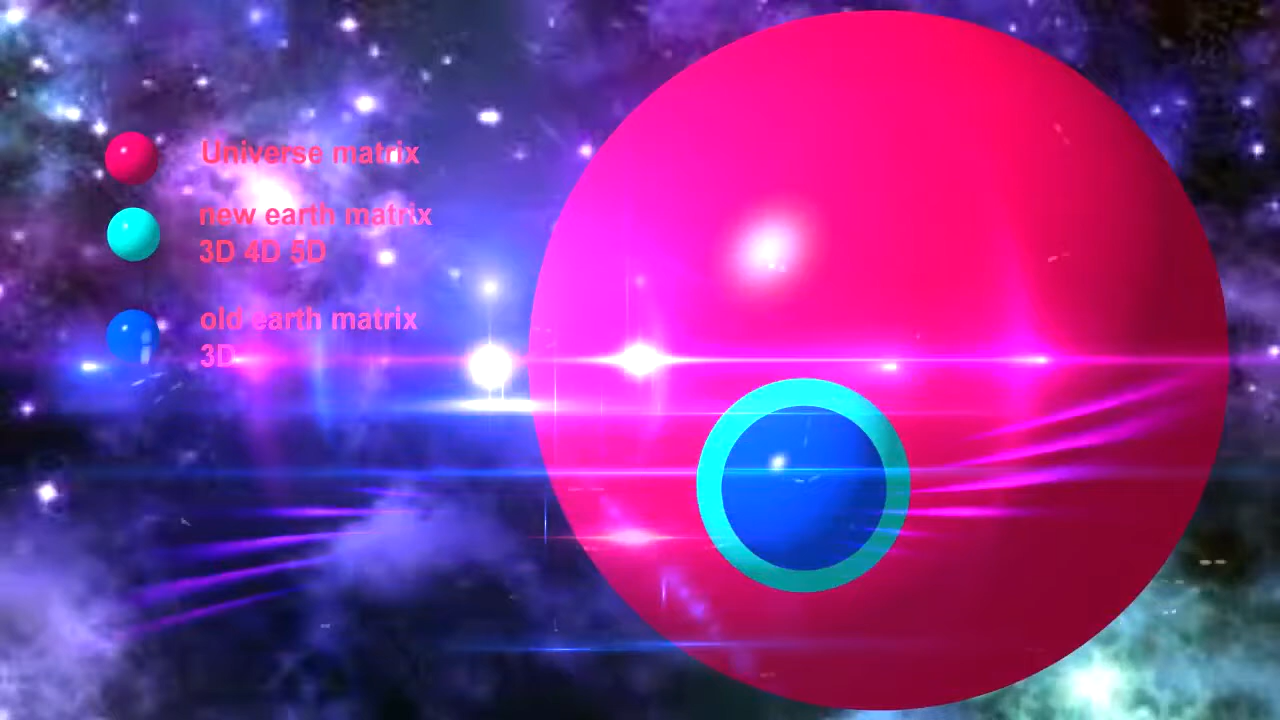 Universe matrix
new earth matrix
3D 4D 5D
old earth matrix
3D